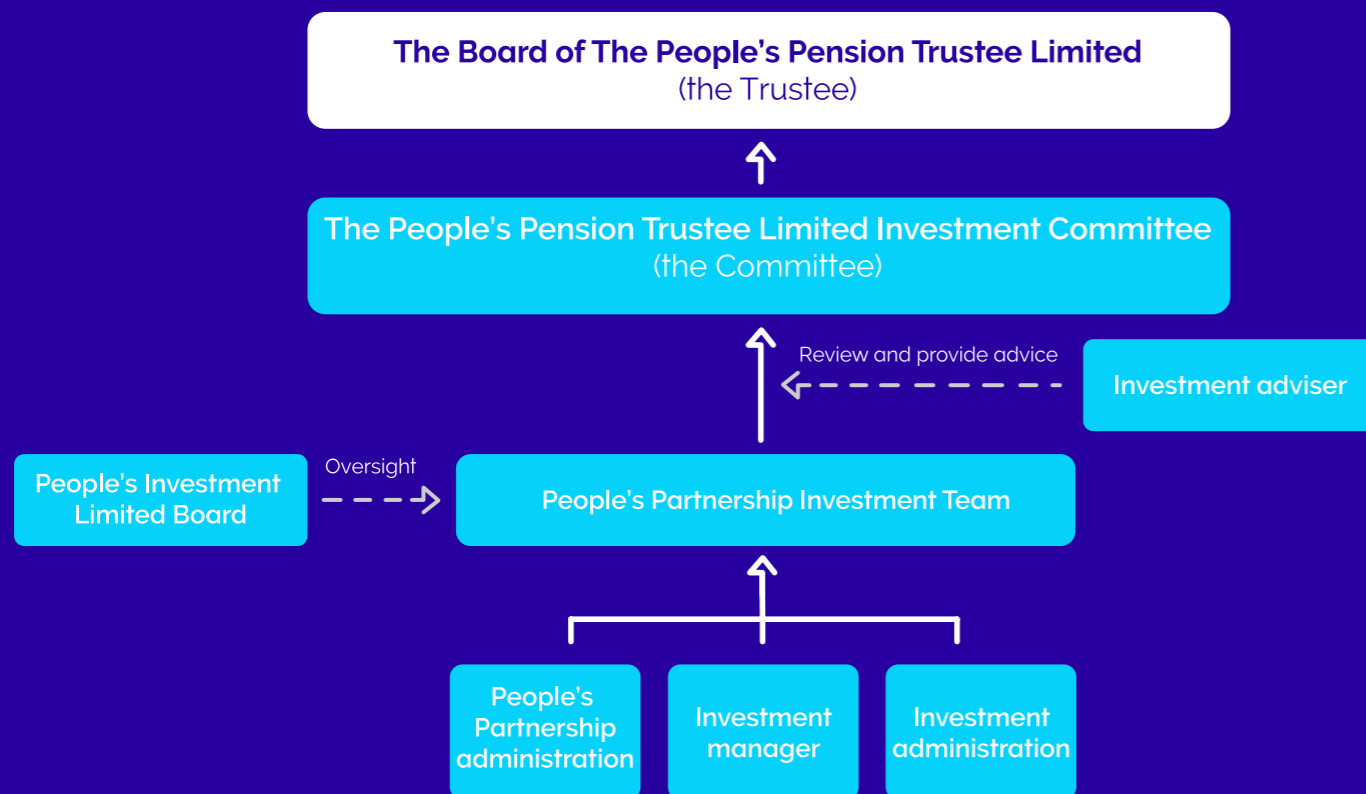 The Board of The People’s Pension Trustee Limited
(the Trustee)
The People’s Pension Trustee Limited Investment Committee
(the Committee)
Review and provide advice
Investment adviser
People’s Investment
Limited Board
Oversight
People’s Partnership Investment Team
People’s
Partnership
administration
Investment
manager
Investment
administration